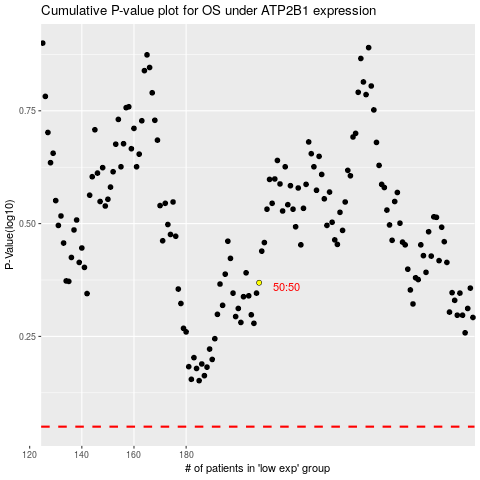 Cumulative P-value plot for OS under ATP2B1 expression
P-Value(log10)
0.75
0.50
0.25
50:50
120 140 160 180
# of patients in 'low exp' group